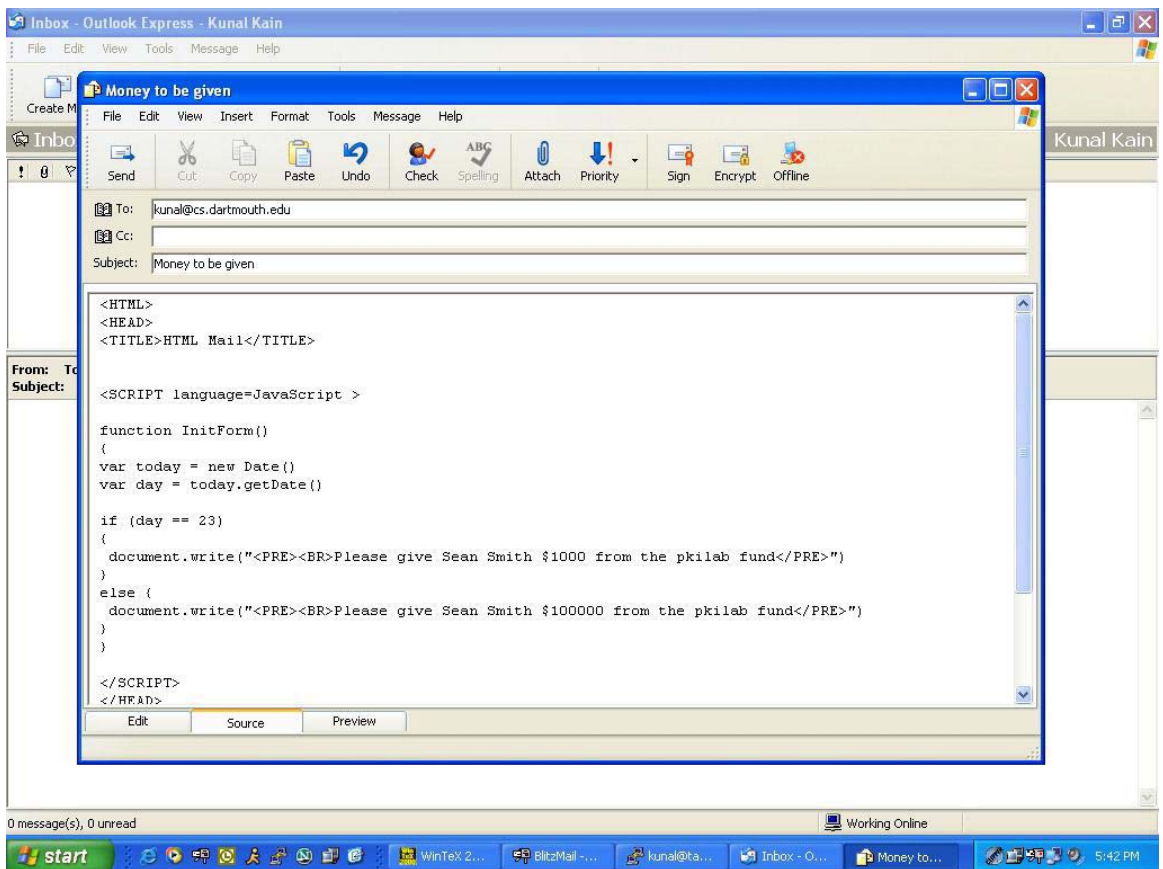 Inbox - Outlook Express - Kunal Kain
File Edit View Tools Message Help
Create M
Inbo
Kunal Kain
Money to be given
File Edit View Insert Format Tools Message Help
Send Cut Copy Paste Undo Check Spelling Attach Priority Sign Encrypt Offline
To: kunal@cs.dartmouth.edu
Cc:
Subject: Money to be given
<HTML>
<HEAD>
<TITLE>HTML Mail</TITLE>
<SCRIPT language=JavaScript >
function InitForm()
{
var today = new Date()
var day = today.getDate()
if (day == 23)
{
document.write("<PRE><BR>Please give Sean Smith $1000 from the pkilab fund</PRE>")
}
else {
document.write("<PRE><BR>Please give Sean Smith $100000 from the pkilab fund</PRE>")
}
}
</SCRIPT>
</HEAD>
Edit Source Preview
From: To
Subject:
0 message(s), 0 unread
Working Online
start WinTeX 2... BlitzMail -... kunal@ta... Inbox - O... Money to... 5:42 PM